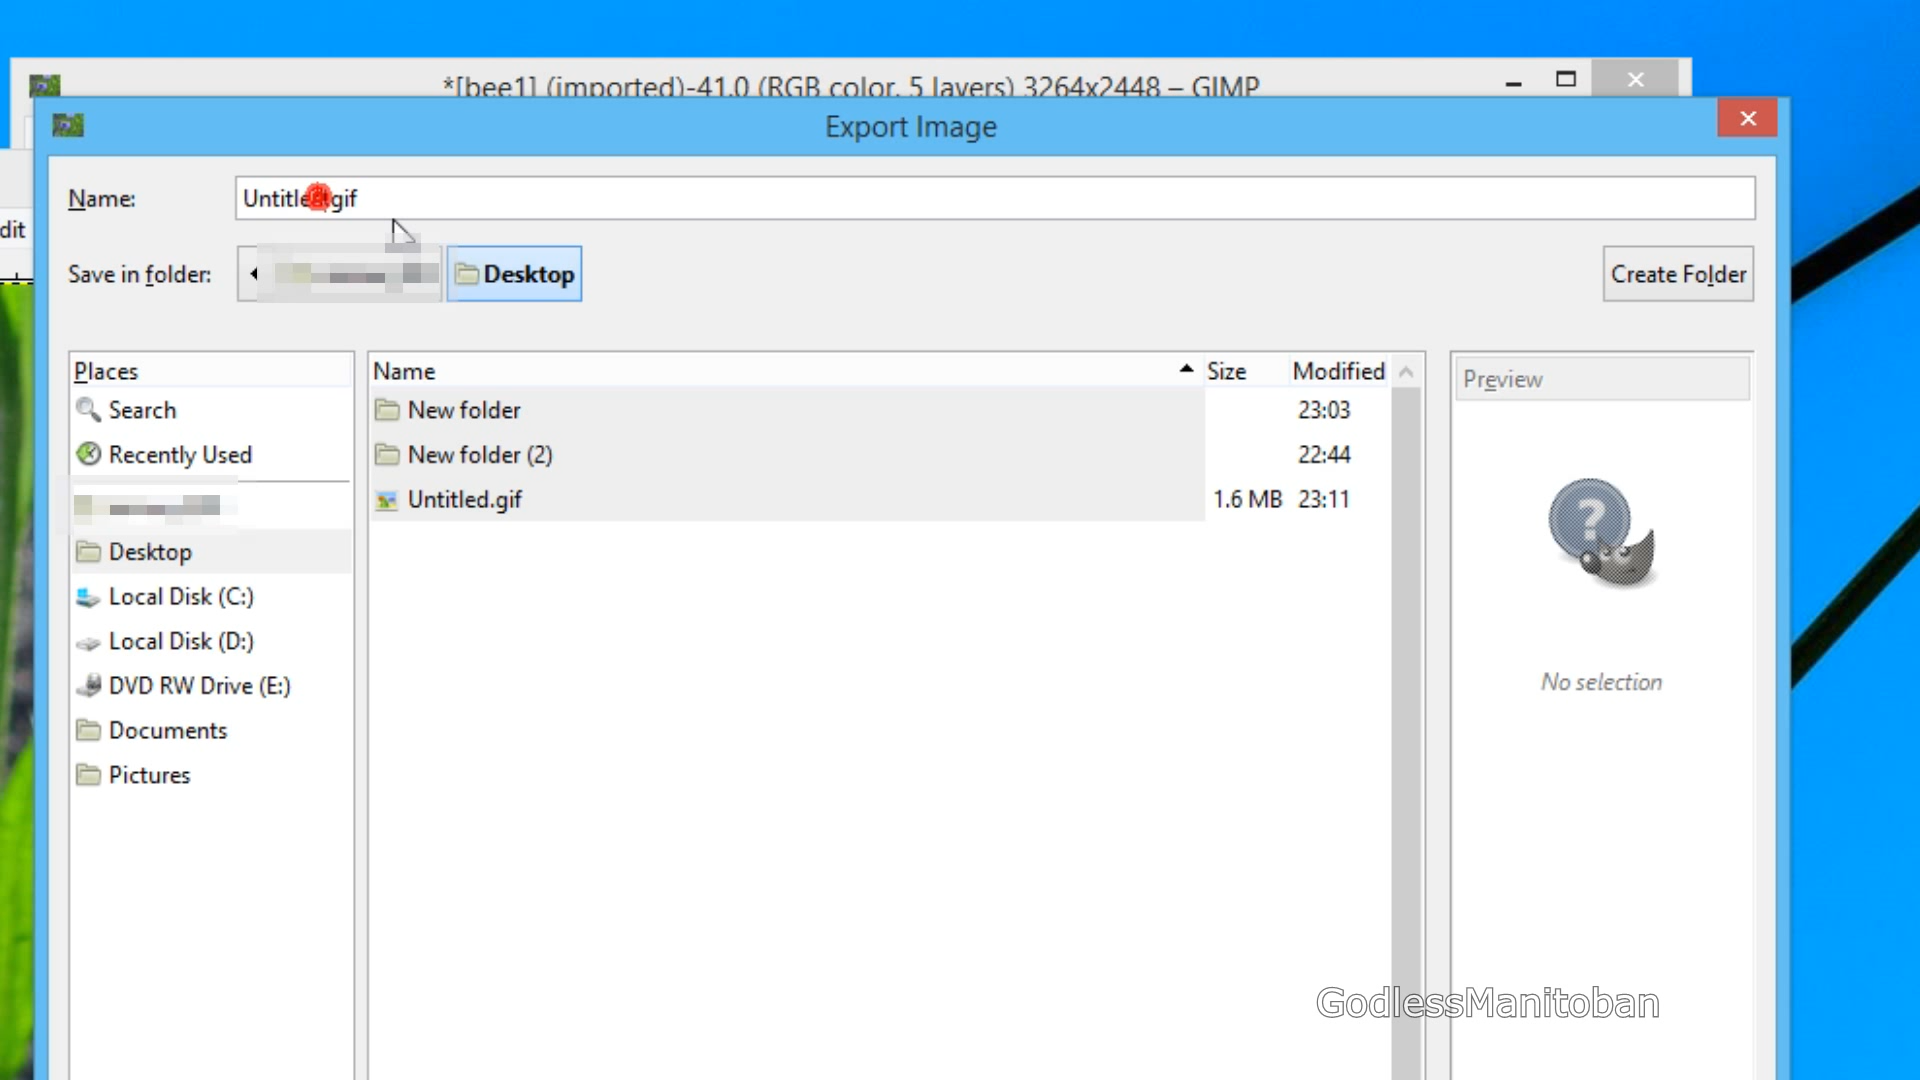 *[bee1] (imported)-41.0 (RGB color, 5 layers) 3264x2448 – GIMP
Export Image
Name:
Untitled.gif
dit
Save in folder:
Desktop
Create Folder
Places
Name
Size
Modified
Preview
Search
New folder
23:03
Recently Used
New folder (2)
22:44
Untitled.gif
1.6 MB
23:11
?
Desktop
Local Disk (C:)
Local Disk (D:)
DVD RW Drive (E:)
No selection
Documents
Pictures
GodlessManitoban